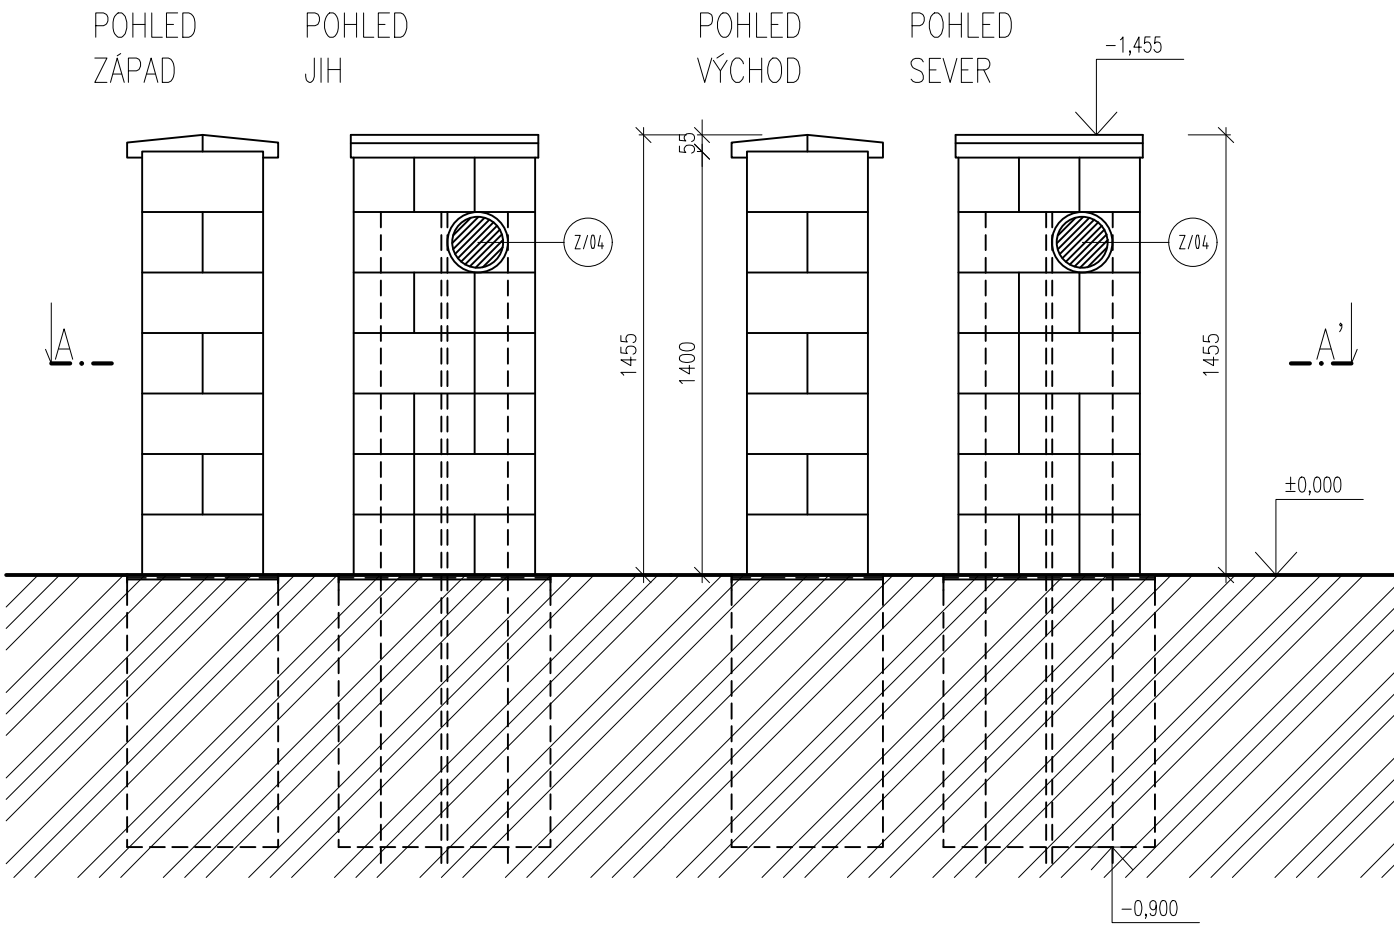 POHLED
ZÁPAD
POHLED
JIH
POHLED
VÝCHOD
POHLED
SEVER
-1,455
55
Z/04
Z/04
A
1455
1400
1455
A’
±0,000
-0,900